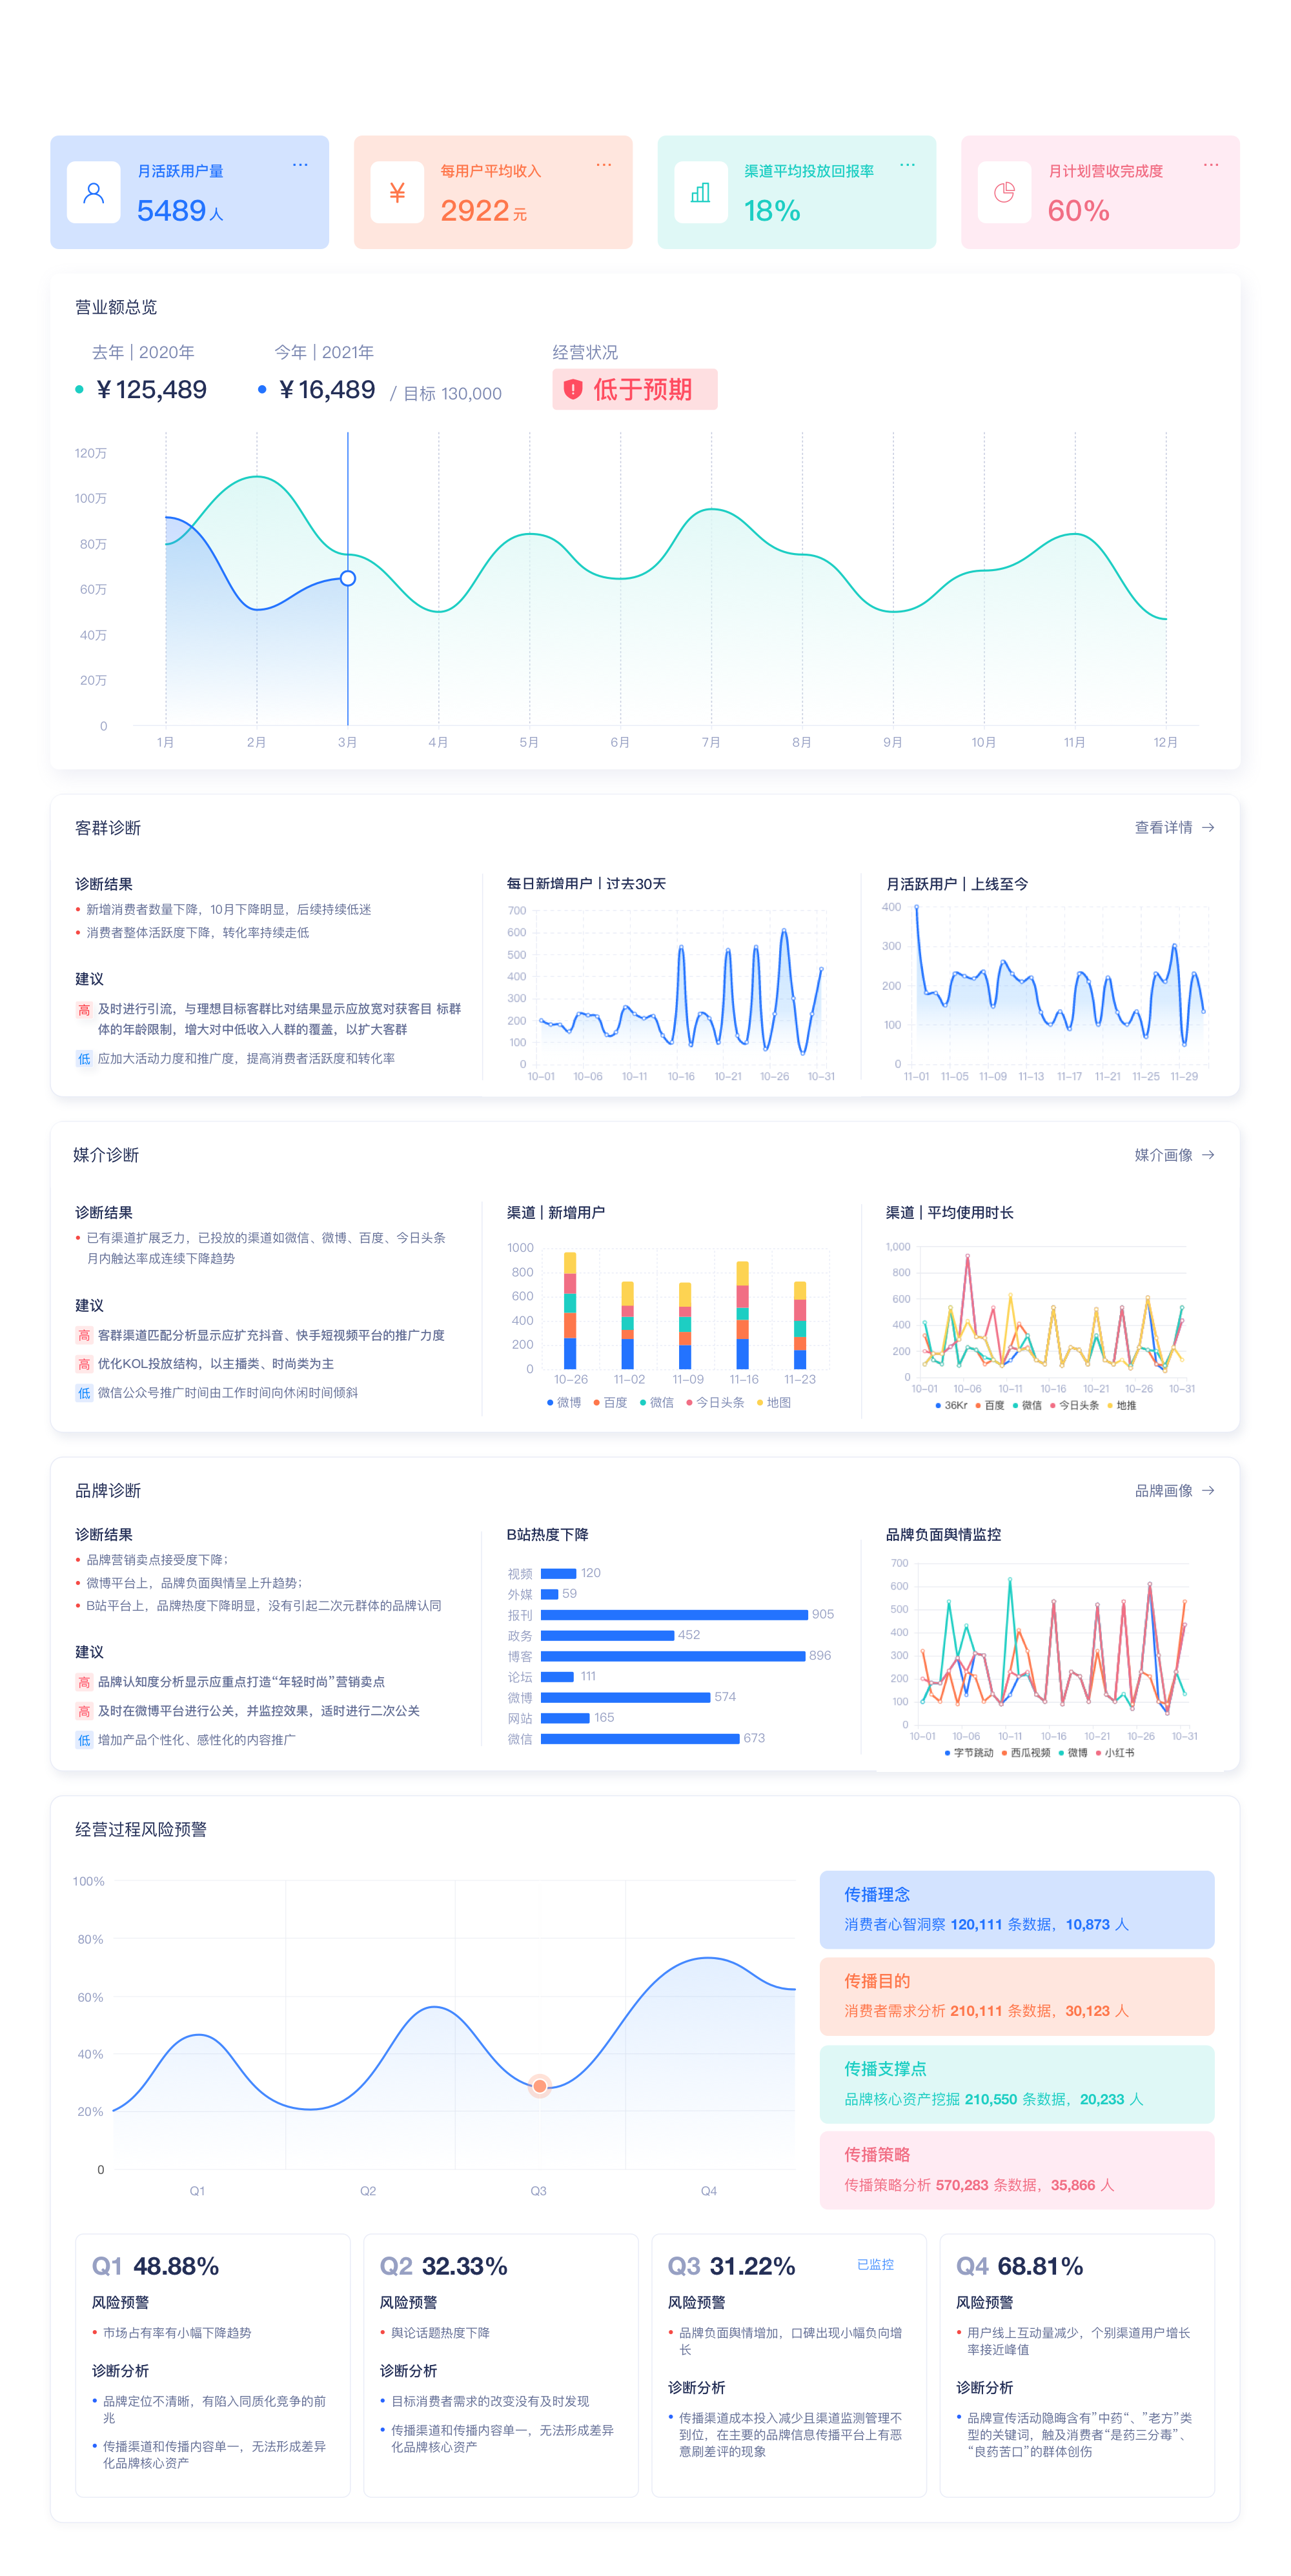 月活跃用户量
5489人
每用户平均收入
2922元
渠道平均投放回报率
18%
月计划营收完成度
60%
营业额总览
去年 | 2020年
¥125,489
今年 | 2021年
¥16,489 / 目标 130,000
经营状况
低于预期
120万
100万
80万
60万
40万
20万
0
1月 2月 3月 4月 5月 6月 7月 8月 9月 10月 11月 12月
客群诊断
查看详情 →
诊断结果
新增消费者数量下降，10月下降明显，后续持续低迷
消费者整体活跃度下降，转化率持续走低
建议
高 及时进行引流，与理想目标客群比对结果显示应放宽对获客目 标群
体的年龄限制，增大对中低收入人群的覆盖，以扩大客群
低 应加大活动力度和推广度，提高消费者活跃度和转化率
每日新增用户 | 过去30天
700
600
500
400
300
200
100
0
10-01 10-06 10-11 10-16 10-21 10-26 10-31
月活跃用户 | 上线至今
400
300
200
100
0
11-01 11-05 11-09 11-13 11-17 11-21 11-25 11-29
媒介诊断
媒介画像 →
诊断结果
已有渠道扩展乏力，已投放的渠道如微信、微博、百度、今日头条
月内触达率成连续下降趋势
建议
高 客群渠道匹配分析显示应扩充抖音、快手短视频平台的推广力度
高 优化KOL投放结构，以主播类、时尚类为主
低 微信公众号推广时间由工作时间向休闲时间倾斜
渠道 | 新增用户
1000
800
600
400
200
0
10-26 11-02 11-09 11-16 11-23
微博 百度 微信 今日头条 地图
渠道 | 平均使用时长
1,000
800
600
400
200
0
10-01 10-06 10-11 10-16 10-21 10-26 10-31
36Kr 百度 微信 今日头条 地推
品牌诊断
品牌画像 →
诊断结果
品牌营销卖点接受度下降；
微博平台上，品牌负面舆情呈上升趋势；
B站平台上，品牌热度下降明显，没有引起二次元群体的品牌认同
建议
高 品牌认知度分析显示应重点打造“年轻时尚”营销卖点
高 及时在微博平台进行公关，并监控效果，适时进行二次公关
低 增加产品个性化、感性化的内容推广
B站热度下降
视频 120
外媒 59
报刊 905
政务 452
博客 896
论坛 111
微博 574
网站 165
微信 673
品牌负面舆情监控
700
600
500
400
300
200
100
0
10-01 10-06 10-11 10-16 10-21 10-26 10-31
字节跳动 西瓜视频 微博 小红书
经营过程风险预警
100%
80%
60%
40%
20%
0
Q1 Q2 Q3 Q4
传播理念
消费者心智洞察 120,111 条数据，10,873 人
传播目的
消费者需求分析 210,111 条数据，30,123 人
传播支撑点
品牌核心资产挖掘 210,550 条数据，20,233 人
传播策略
传播策略分析 570,283 条数据，35,866 人
Q1 48.88%
风险预警
市场占有率有小幅下降趋势
诊断分析
品牌定位不清晰，有陷入同质化竞争的前
兆
传播渠道和传播内容单一，无法形成差异
化品牌核心资产
Q2 32.33%
风险预警
舆论话题热度下降
诊断分析
目标消费者需求的改变没有及时发现
传播渠道和传播内容单一，无法形成差异
化品牌核心资产
Q3 31.22%
已监控
风险预警
品牌负面舆情增加，口碑出现小幅负向增
长
诊断分析
传播渠道成本投入减少且渠道监测管理不
到位，在主要的品牌信息传播平台上有恶
意刷差评的现象
Q4 68.81%
风险预警
用户线上互动量减少，个别渠道用户增长
率接近峰值
诊断分析
品牌宣传活动隐晦含有”中药“、”老方”类
型的关键词，触及消费者“是药三分毒”、
“良药苦口”的群体创伤